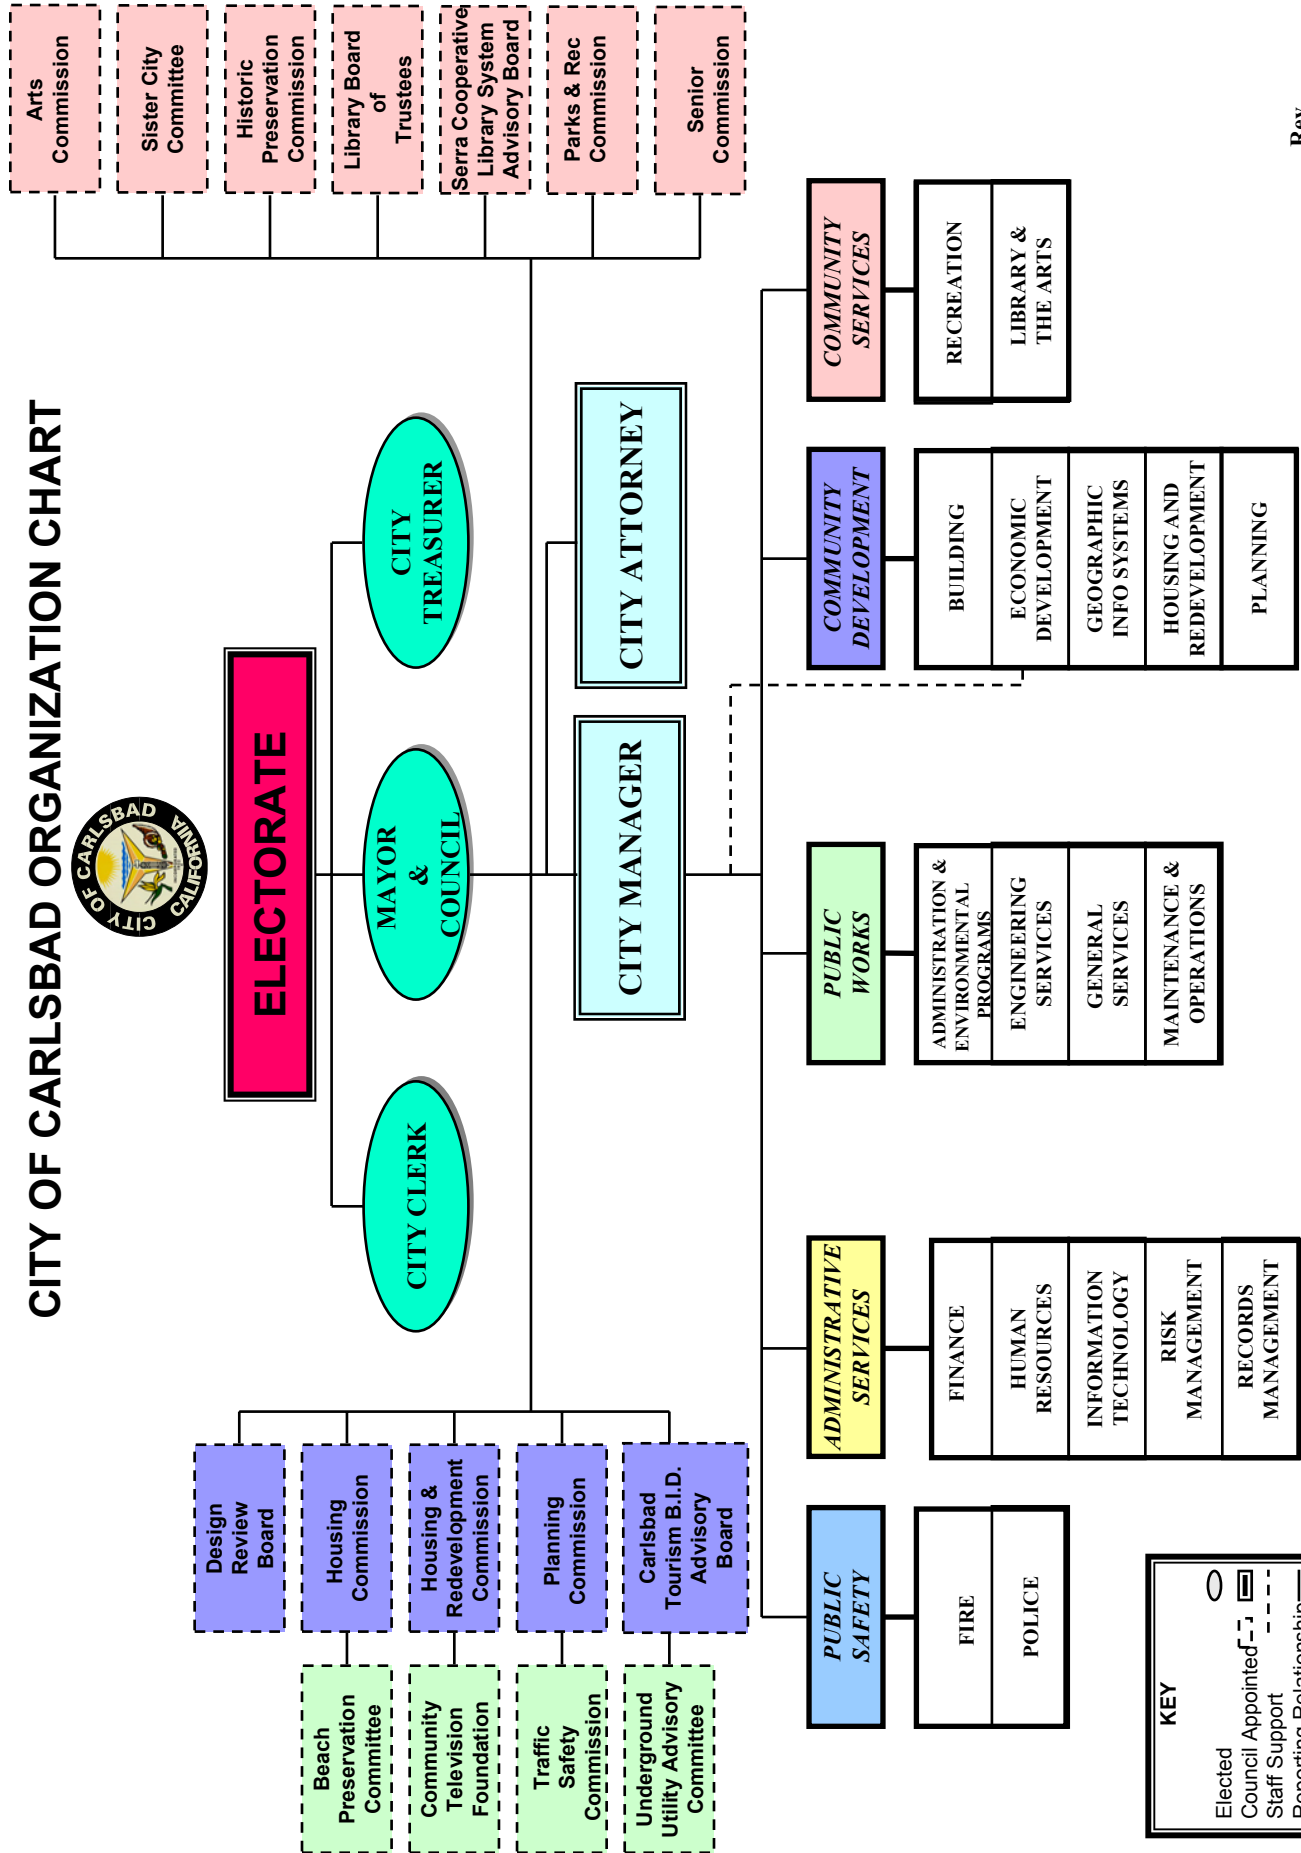 CITY OF CARLSBAD ORGANIZATION CHART
CITY OF CARLSBAD
CALIFORNIA
ELECTORATE
CITY CLERK
MAYOR
&
COUNCIL
CITY
TREASURER
CITY MANAGER
CITY ATTORNEY
Design
Review
Board
Beach
Preservation
Committee
Housing
Commission
Community
Television
Foundation
Housing &
Redevelopment
Commission
Traffic
Safety
Commission
Planning
Commission
Underground
Utility Advisory
Committee
Carlsbad
Tourism B.I.D.
Advisory
Board
Arts
Commission
Sister City
Committee
Historic
Preservation
Commission
Library Board
of
Trustees
Serra Cooperative
Library System
Advisory Board
Parks & Rec
Commission
Senior
Commission
PUBLIC
SAFETY
FIRE
POLICE
ADMINISTRATIVE
SERVICES
FINANCE
HUMAN
RESOURCES
INFORMATION
TECHNOLOGY
RISK
MANAGEMENT
RECORDS
MANAGEMENT
PUBLIC
WORKS
ADMINISTRATION &
ENVIRONMENTAL
PROGRAMS
ENGINEERING
SERVICES
GENERAL
SERVICES
MAINTENANCE &
OPERATIONS
COMMUNITY
DEVELOPMENT
BUILDING
ECONOMIC
DEVELOPMENT
GEOGRAPHIC
INFO SYSTEMS
HOUSING AND
REDEVELOPMENT
PLANNING
COMMUNITY
SERVICES
RECREATION
LIBRARY &
THE ARTS
KEY
Elected
Council Appointed
Staff Support
Reporting Relationship
Rev